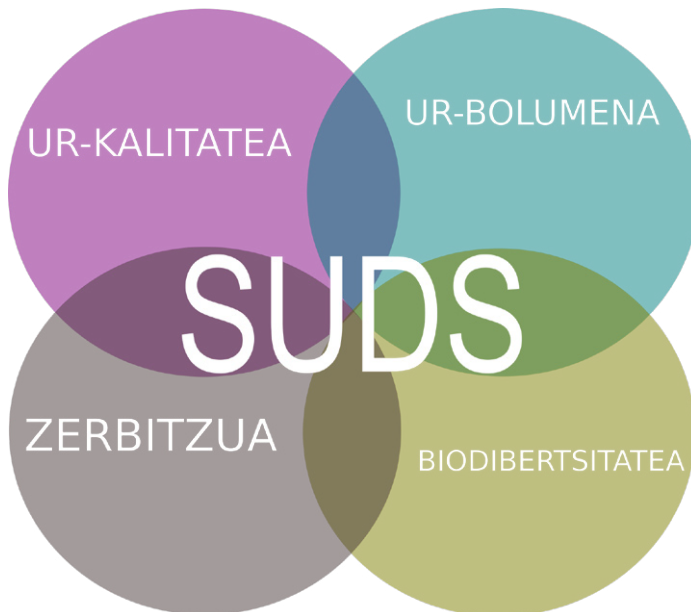 UR-KALITATEA
UR-BOLUMENA
SUDS
ZERBITZUA
BIODIBERTSITATEA